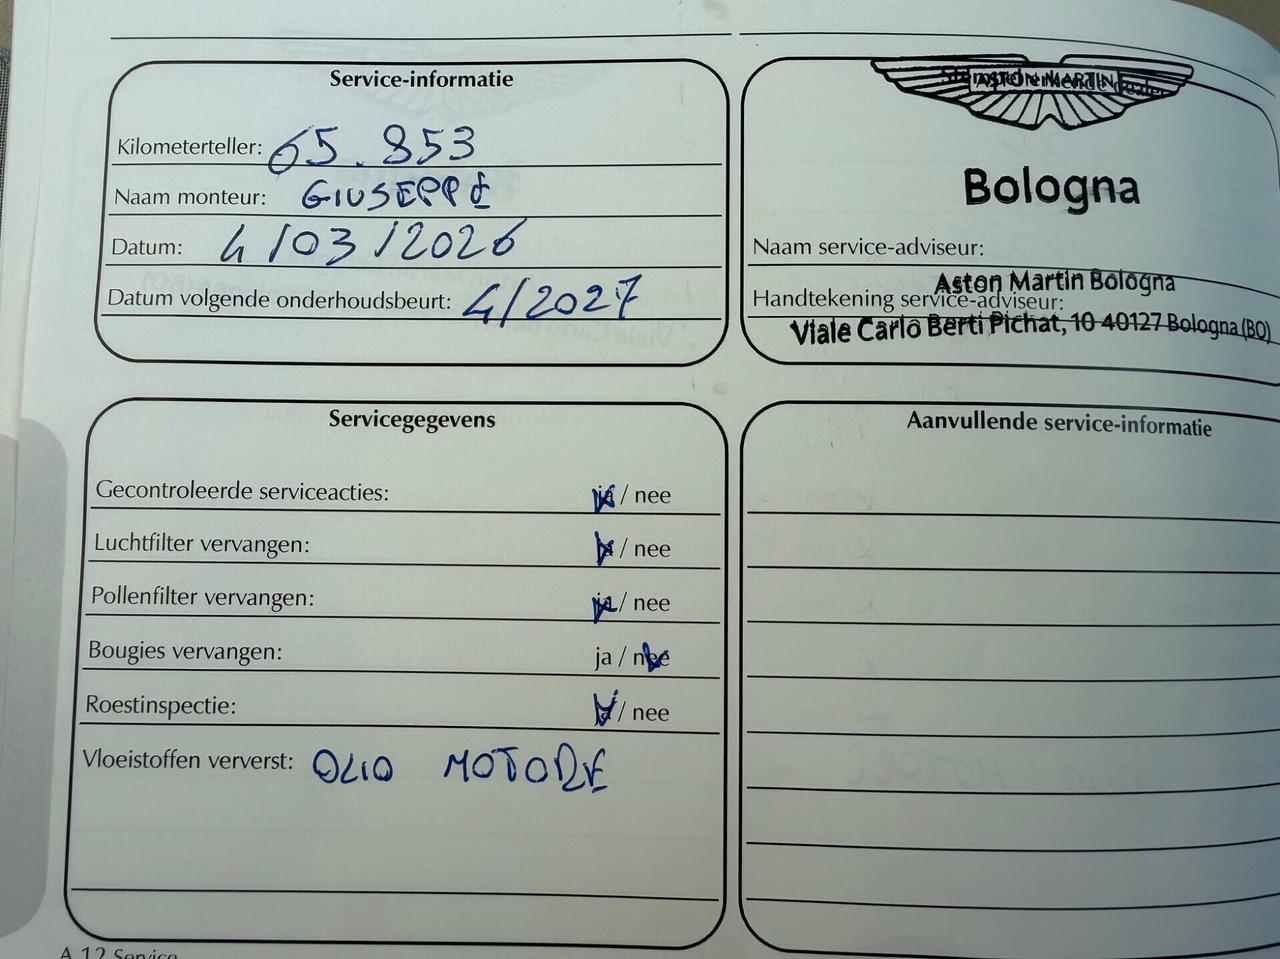 Service-informatie
Kilometerteller: 65.853
Naam monteur: GIUSEPPE
Datum: 4/03/2026
Datum volgende onderhoudsbeurt: 4/2027
ASTON MARTIN
Bologna
Naam service-adviseur:
Aston Martin Bologna
Handtekening service-adviseur:
Viale Carlo Berti Pichat, 10 40127 Bologna (BO)
Servicegegevens
Gecontroleerde serviceacties: ja / nee
Luchtfilter vervangen: ja / nee
Pollenfilter vervangen: ja / nee
Bougies vervangen: ja / nee
Roestinspectie: ja / nee
Vloeistoffen ververst: OLIO MOTORE
Aanvullende service-informatie
A 12 Service